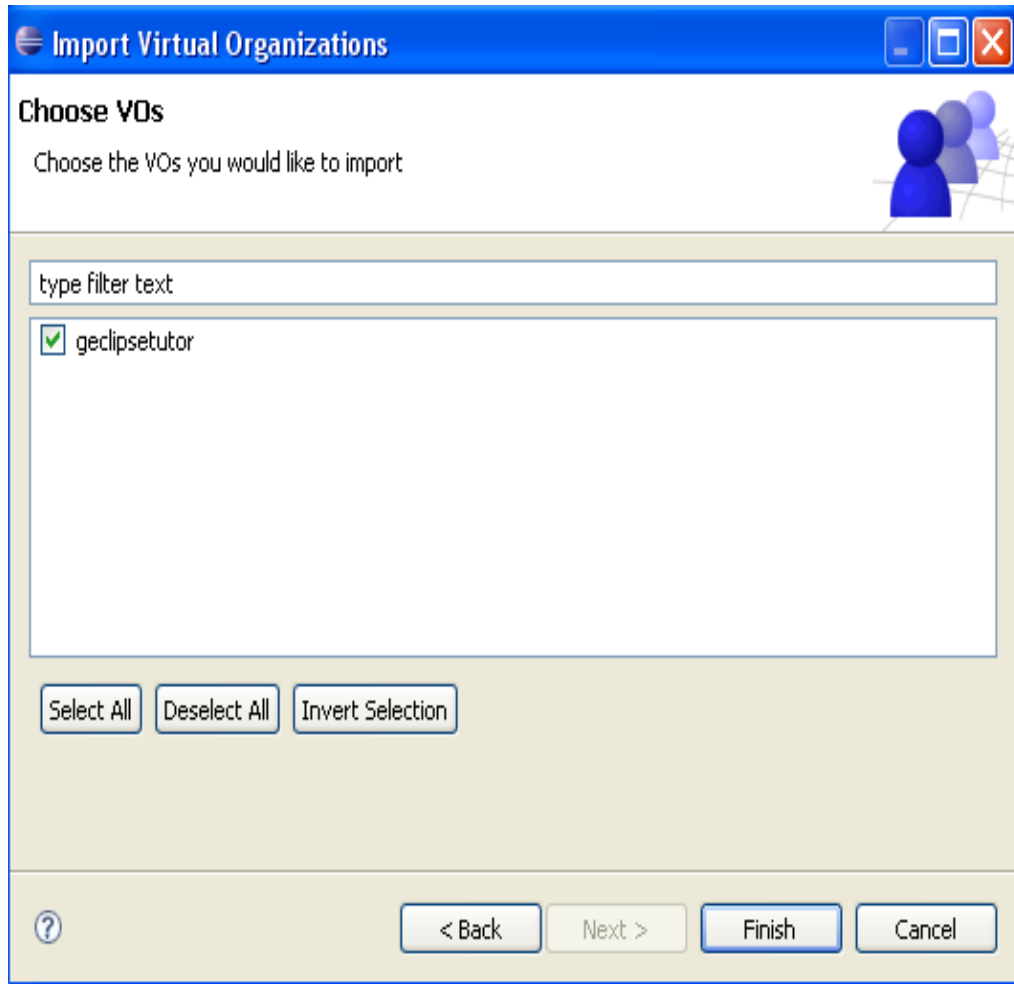 Import Virtual Organizations
Choose VOs
Choose the VOs you would like to import
type filter text
geclipsetutor
Select All Deselect All Invert Selection
? < Back Next > Finish Cancel